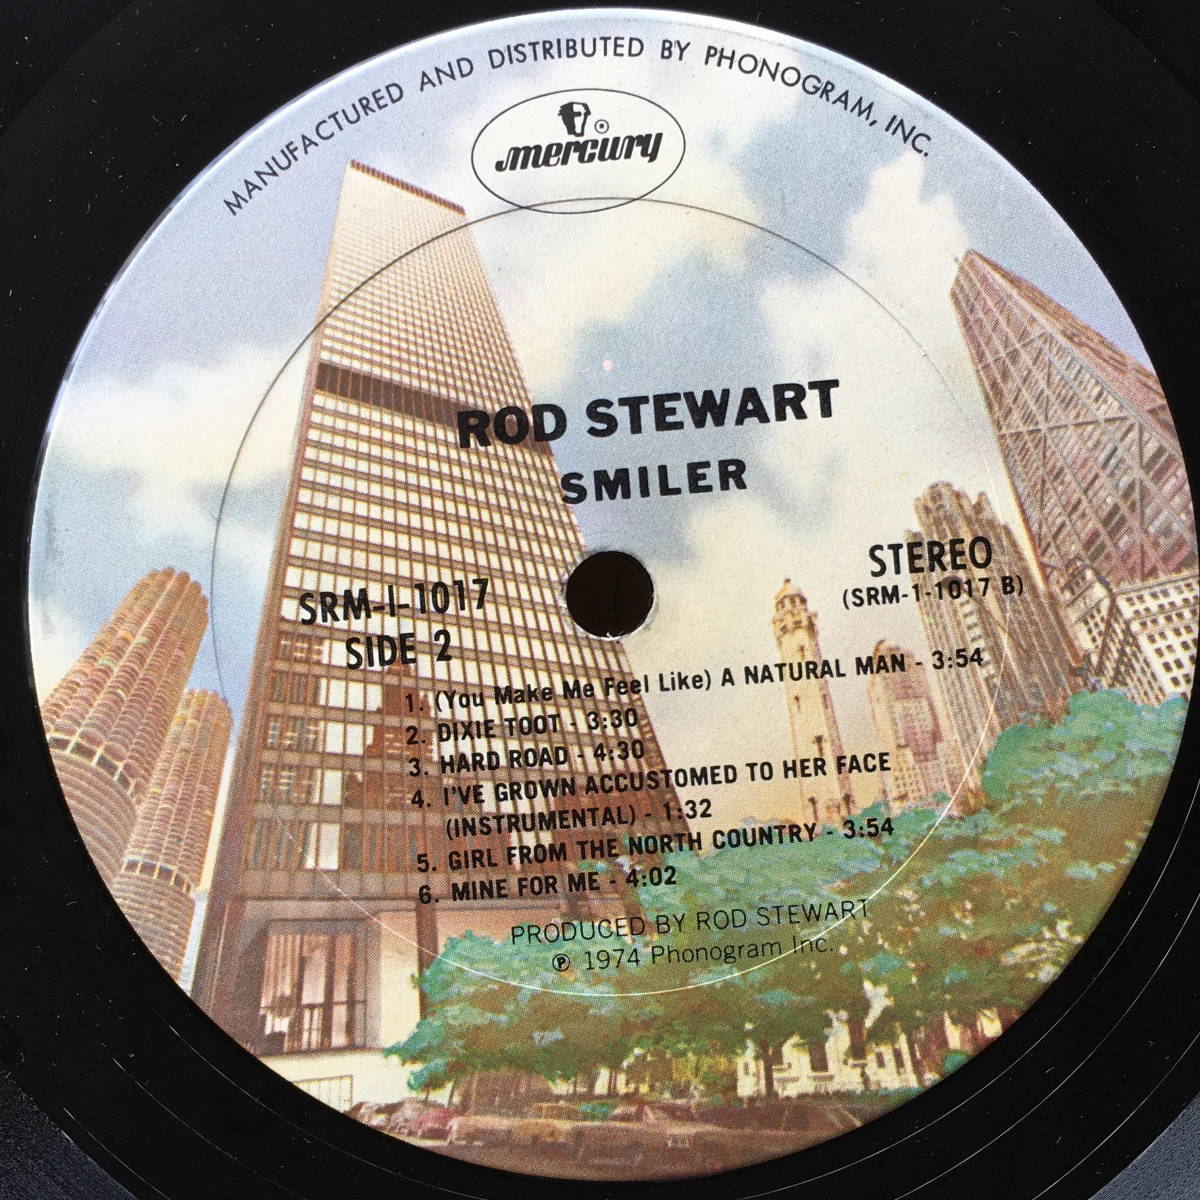 MANUFACTURED AND DISTRIBUTED BY PHONOGRAM, INC.
mercury ®
ROD STEWART
SMILER
SRM-1-1017
SIDE 2
STEREO
(SRM-1-1017 B)
1. (You Make Me Feel Like) A NATURAL MAN - 3:54
2. DIXIE TOOT - 3:30
3. HARD ROAD - 4:30
4. I'VE GROWN ACCUSTOMED TO HER FACE
(INSTRUMENTAL) - 1:32
5. GIRL FROM THE NORTH COUNTRY - 3:54
6. MINE FOR ME - 4:02
PRODUCED BY ROD STEWART
℗ 1974 Phonogram Inc.